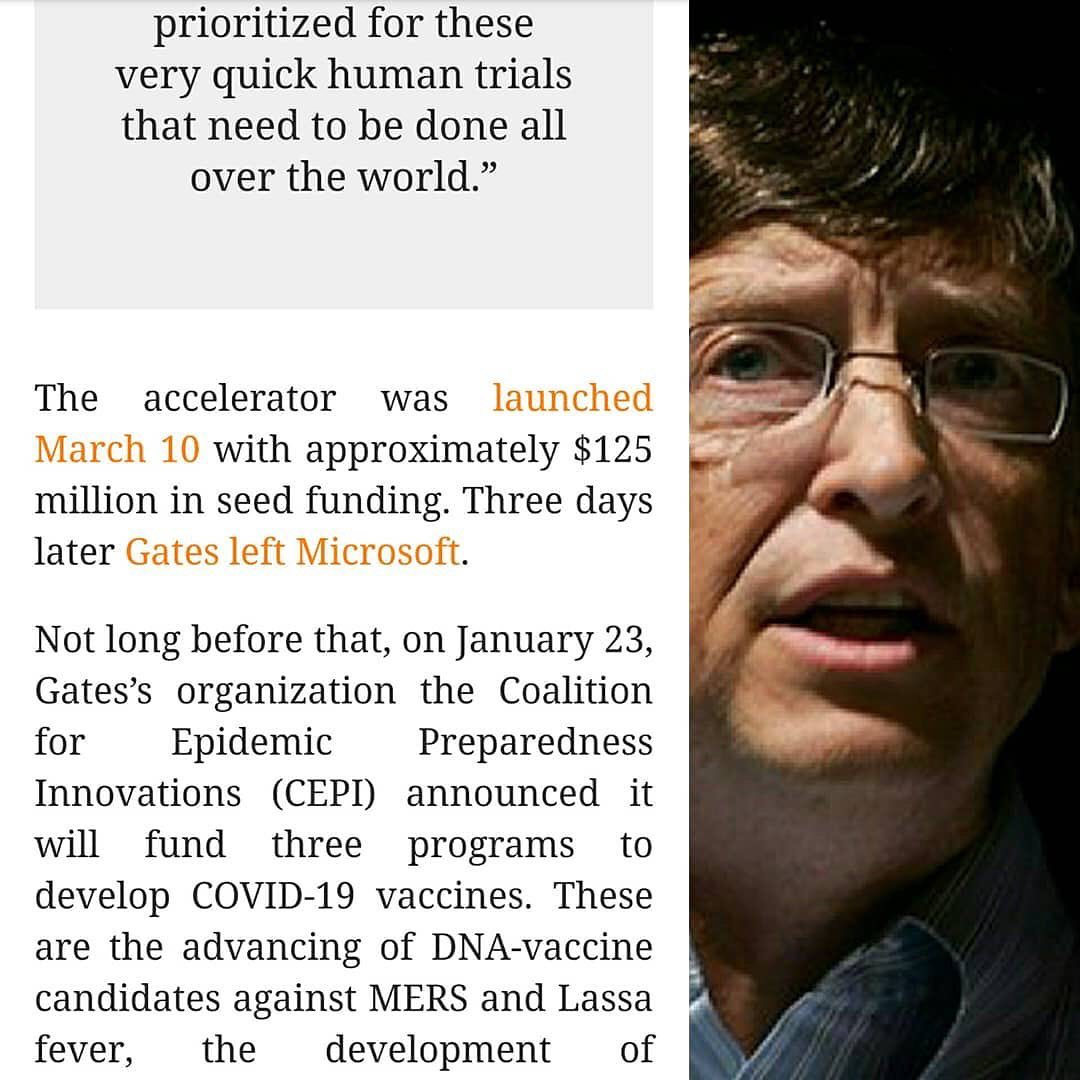 prioritized for these
very quick human trials
that need to be done all
over the world.”
The accelerator was launched
March 10 with approximately $125
million in seed funding. Three days
later Gates left Microsoft.
Not long before that, on January 23,
Gates’s organization the Coalition
for Epidemic Preparedness
Innovations (CEPI) announced it
will fund three programs to
develop COVID-19 vaccines. These
are the advancing of DNA-vaccine
candidates against MERS and Lassa
fever, the development of